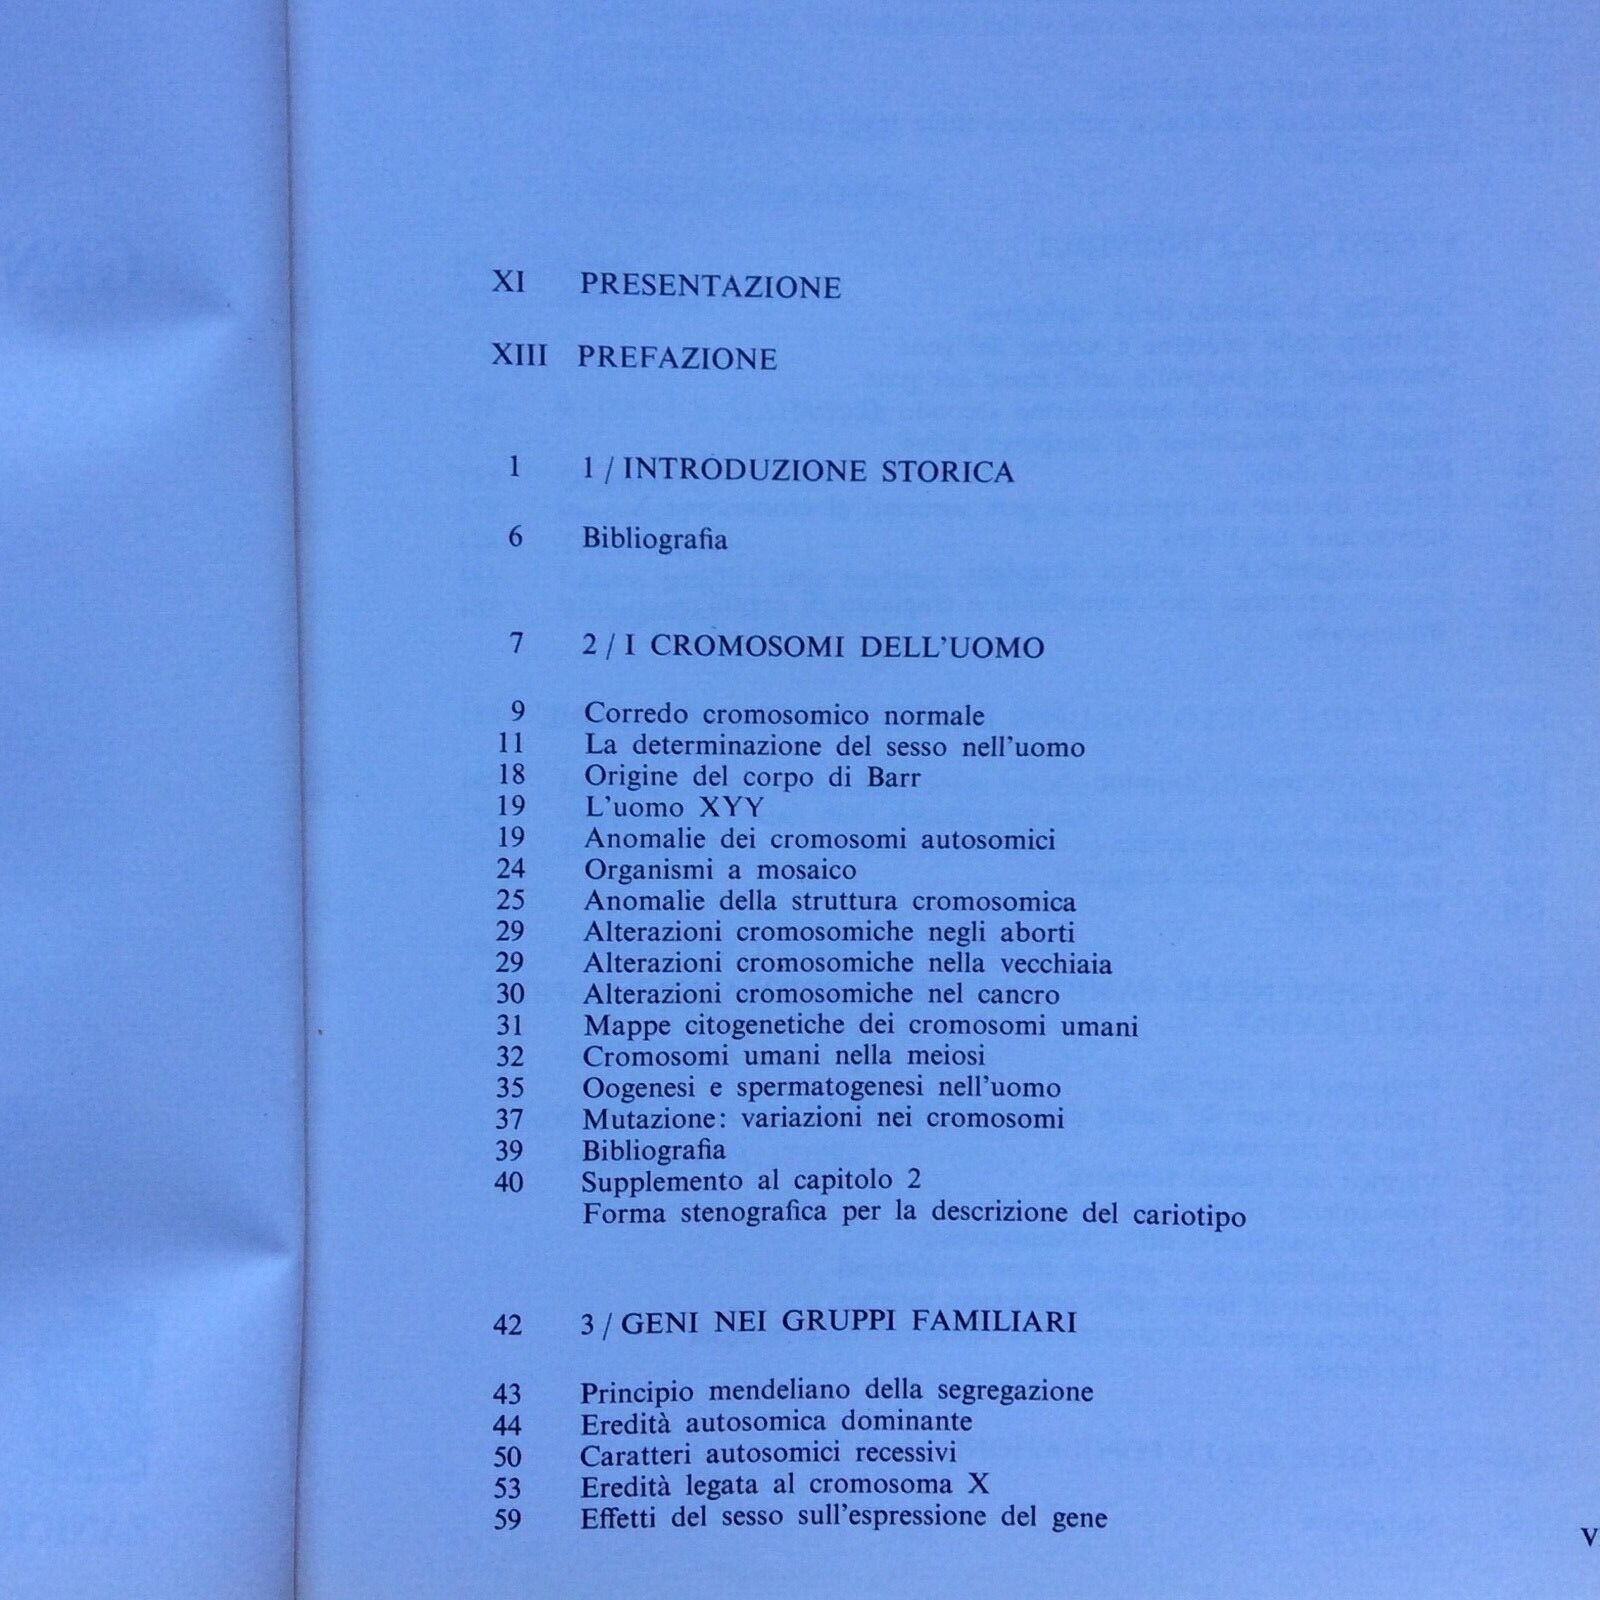 XI PRESENTAZIONE
XIII PREFAZIONE
1 1 / INTRODUZIONE STORICA
6 Bibliografia
7 2 / I CROMOSOMI DELL'UOMO
9 Corredo cromosomico normale
11 La determinazione del sesso nell'uomo
18 Origine del corpo di Barr
19 L'uomo XYY
19 Anomalie dei cromosomi autosomici
24 Organismi a mosaico
25 Anomalie della struttura cromosomica
29 Alterazioni cromosomiche negli aborti
29 Alterazioni cromosomiche nella vecchiaia
30 Alterazioni cromosomiche nel cancro
31 Mappe citogenetiche dei cromosomi umani
32 Cromosomi umani nella meiosi
35 Oogenesi e spermatogenesi nell'uomo
37 Mutazione: variazioni nei cromosomi
39 Bibliografia
40 Supplemento al capitolo 2
Forma stenografica per la descrizione del cariotipo
42 3 / GENI NEI GRUPPI FAMILIARI
43 Principio mendeliano della segregazione
44 Eredità autosomica dominante
50 Caratteri autosomici recessivi
53 Eredità legata al cromosoma X
59 Effetti del sesso sull'espressione del gene